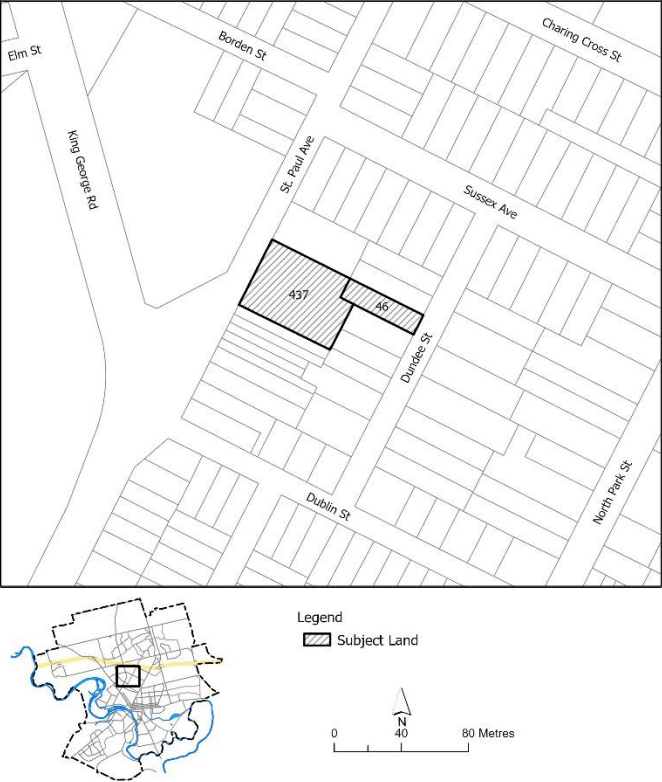 Charing Cross St
Borden St
Elm St
King George Rd
St. Paul Ave
Sussex Ave
437
46
Dundee St
North Park St
Dublin St
Legend
Subject Land
N
0 40 80 Metres